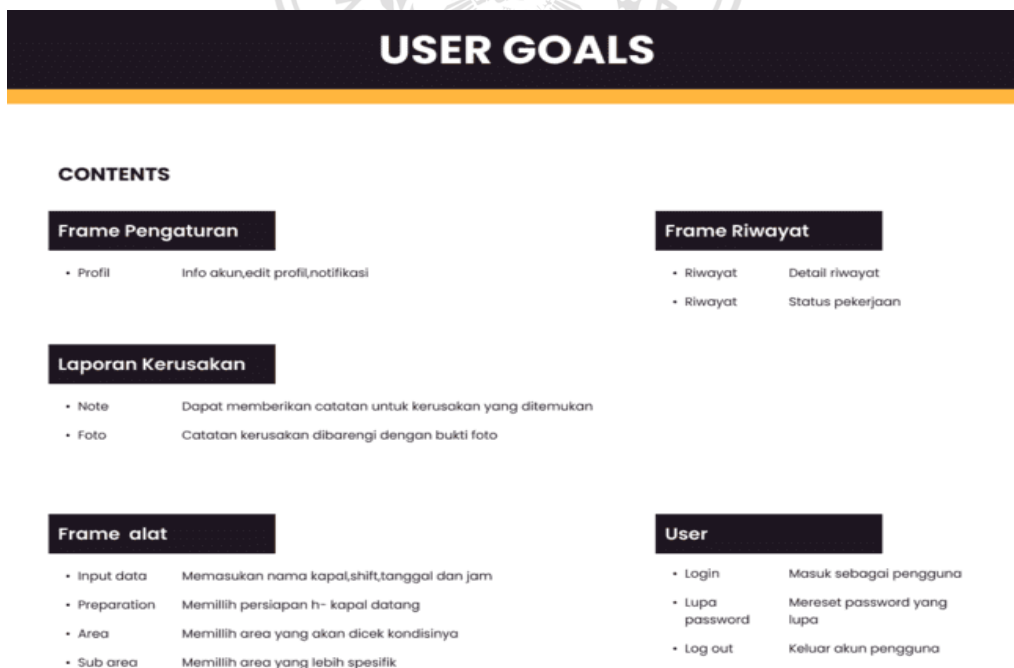 USER GOALS
CONTENTS
Frame Pengaturan
• Profil Info akun,edit profil,notifikasi
Frame Riwayat
• Riwayat Detail riwayat
• Riwayat Status pekerjaan
Laporan Kerusakan
• Note Dapat memberikan catatan untuk kerusakan yang ditemukan
• Foto Catatan kerusakan dibarengi dengan bukti foto
Frame alat
• Input data Memasukan nama kapal,shift,tanggal dan jam
• Preparation Memillih persiapan h- kapal datang
• Area Memillih area yang akan dicek kondisinya
• Sub area Memillih area yang lebih spesifik
User
• Login Masuk sebagai pengguna
• Lupa Mereset password yang
password lupa
• Log out Keluar akun pengguna